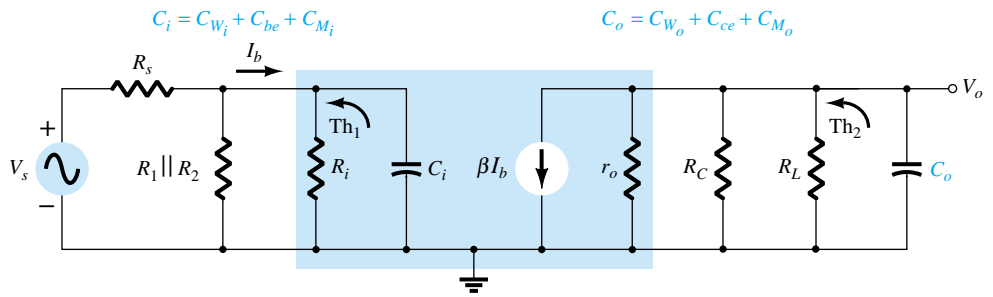 C_i = C_{W_i} + C_{be} + C_{M_i}
C_o = C_{W_o} + C_{ce} + C_{M_o}
I_b
R_s
V_o
Th_1
Th_2
+
V_s
R_1 || R_2
R_i
C_i
βI_b
r_o
R_C
R_L
C_o
−